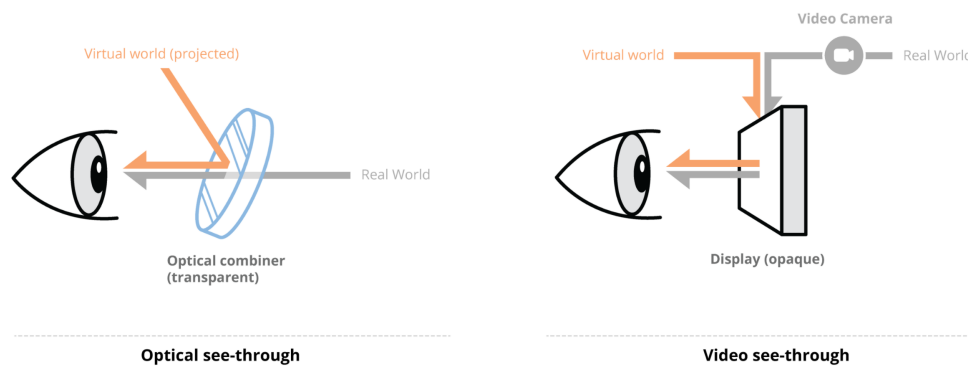 Virtual world (projected)
Real World
Optical combiner
(transparent)
Optical see-through
Video Camera
Virtual world
Real World
Display (opaque)
Video see-through